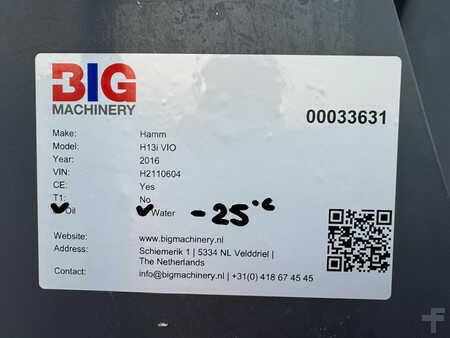 BIG
MACHINERY
00033631
Make: Hamm
Model: H13i VIO
Year: 2016
VIN: H2110604
CE: Yes
T1: No
✓ Oil ✓ Water -25°C
Website: www.bigmachinery.nl
Address: Schiemerik 1 | 5334 NL Velddriel |
The Netherlands
Contact: info@bigmachinery.nl | +31(0) 418 67 45 45